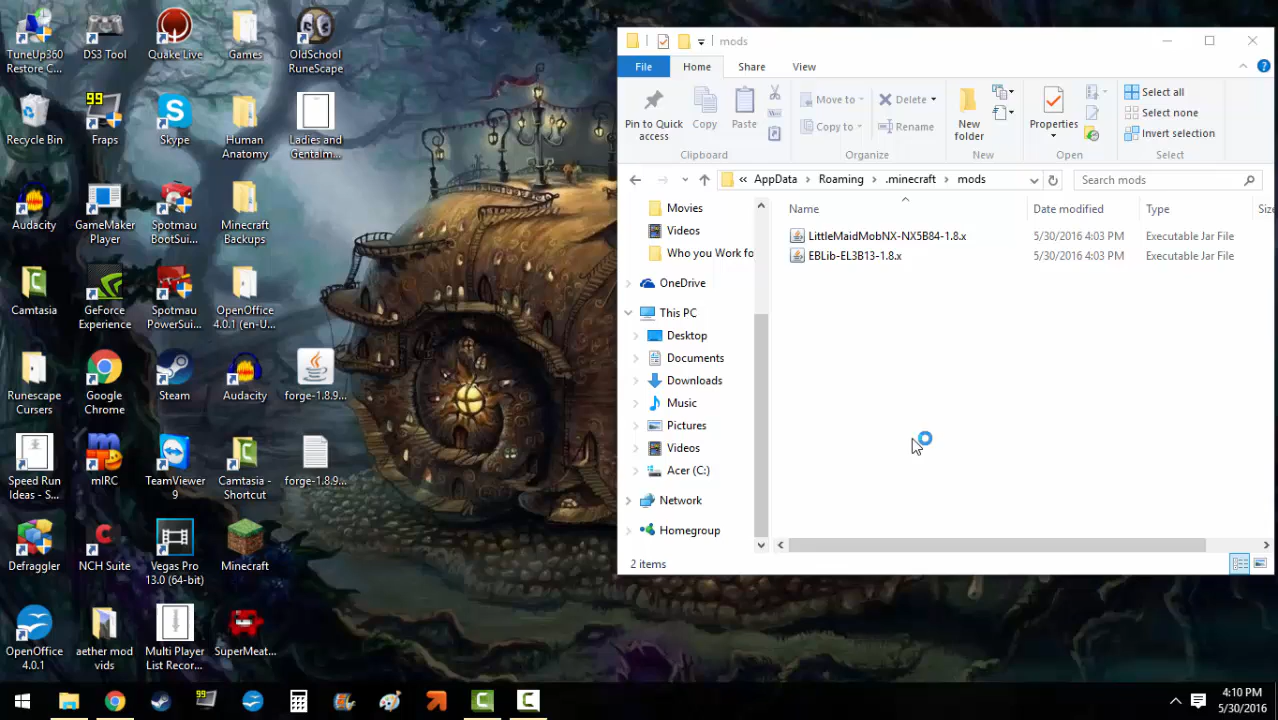 TuneUp360
Restore C...
DS3 Tool
Quake Live
Games
OldSchool
RuneScape
Recycle Bin
99
Fraps
Skype
Human
Anatomy
Ladies and
Gentalm...
Audacity
GameMaker
Player
Spotmau
BootSui...
Minecraft
Backups
Camtasia
GeForce
Experience
Spotmau
PowerSui...
OpenOffice
4.0.1 (en-U...
Runescape
Cursers
Google
Chrome
Steam
Audacity
forge-1.8.9...
Speed Run
Ideas - S...
mIRC
TeamViewer
9
Camtasia -
Shortcut
forge-1.8.9...
Defraggler
NCH Suite
Vegas Pro
13.0 (64-bit)
Minecraft
OpenOffice
4.0.1
aether mod
vids
Multi Player
List Recor...
SuperMeat...
mods
File
Home
Share
View
Pin to Quick
access
Copy
Paste
Move to
Copy to
Delete
Rename
New
folder
Properties
Select all
Select none
Invert selection
Clipboard
Organize
New
Open
Select
« AppData > Roaming > .minecraft > mods
Search mods
Movies
Videos
Who you Work fo
OneDrive
This PC
Desktop
Documents
Downloads
Music
Pictures
Videos
Acer (C:)
Network
Homegroup
Name
Date modified
Type
Size
LittleMaidMobNX-NX5B84-1.8.x
5/30/2016 4:03 PM
Executable Jar File
EBLib-EL3B13-1.8.x
5/30/2016 4:03 PM
Executable Jar File
2 items
99
4:10 PM
5/30/2016